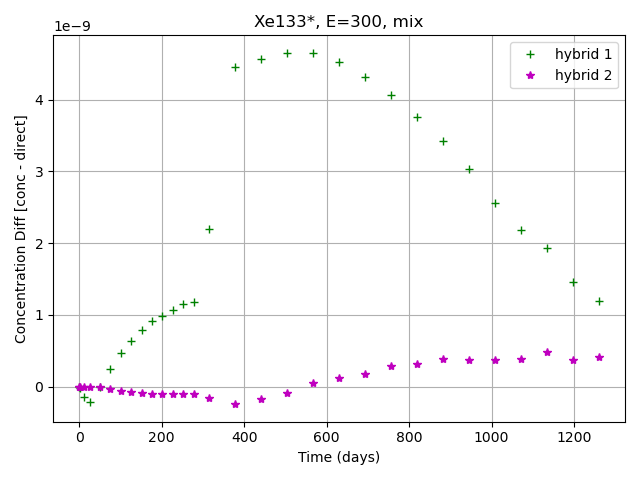 Xe133*, E=300, mix
1e−9
hybrid 1
hybrid 2
4
3
2
1
0
Concentration Diff [conc - direct]
0 200 400 600 800 1000 1200
Time (days)